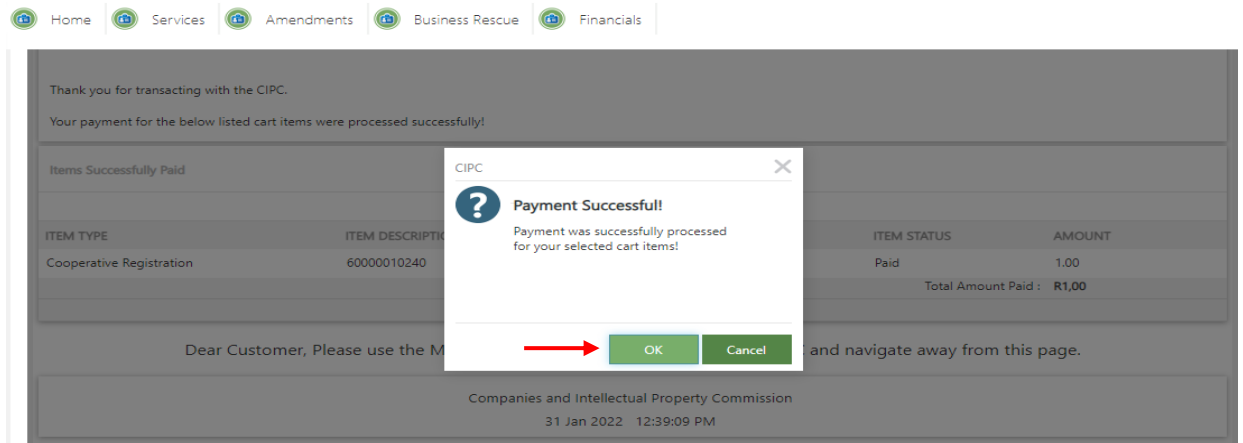 Home Services Amendments Business Rescue Financials
Thank you for transacting with the CIPC.
Your payment for the below listed cart items were processed successfully!
Items Successfully Paid
CIPC
?
Payment Successful!
Payment was successfully processed
for your selected cart items!
ITEM TYPE ITEM STATUS AMOUNT
Cooperative Registration 60000010240 Paid 1.00
Total Amount Paid : R1,00
OK Cancel
Dear Customer, Please use the and navigate away from this page.
Companies and Intellectual Property Commission
31 Jan 2022 12:39:09 PM